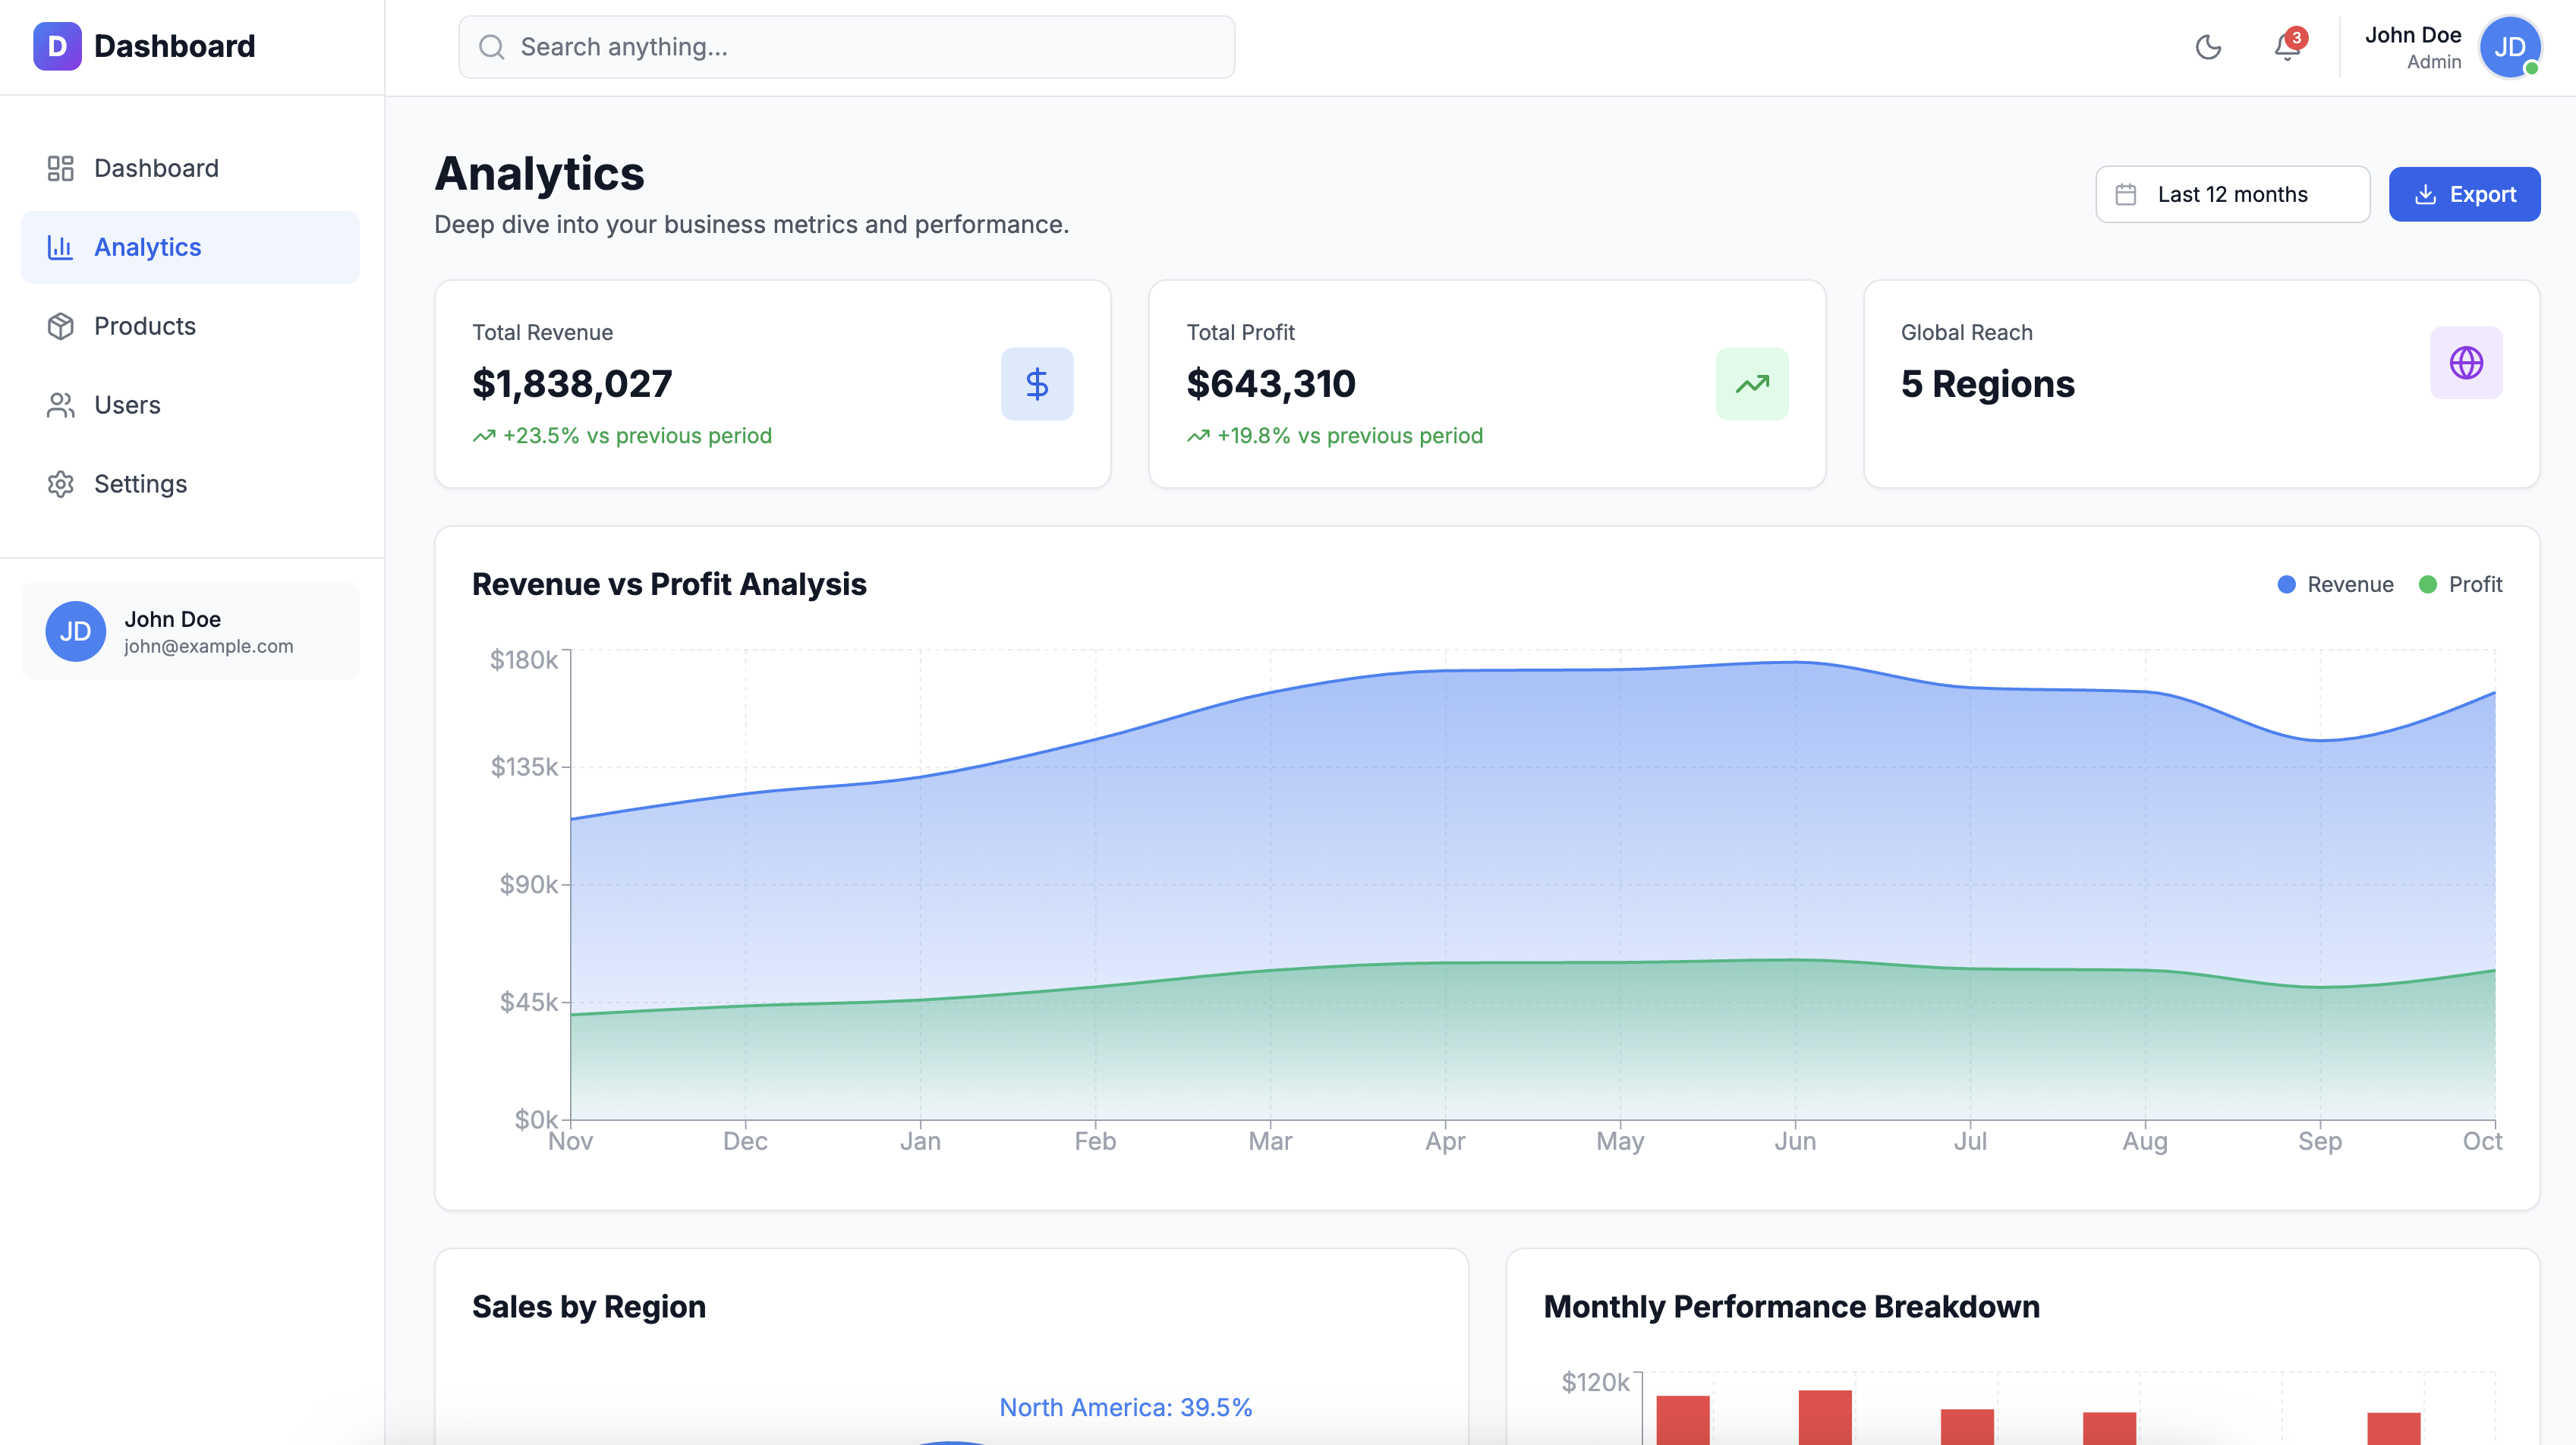 D Dashboard
Search anything...
3
John Doe
Admin
JD
Dashboard
Analytics
Products
Users
Settings
JD
John Doe
john@example.com
Analytics
Deep dive into your business metrics and performance.
Last 12 months
Export
Total Revenue
$1,838,027
+23.5% vs previous period
Total Profit
$643,310
+19.8% vs previous period
Global Reach
5 Regions
Revenue vs Profit Analysis
Revenue Profit
$180k
$135k
$90k
$45k
$0k
Nov Dec Jan Feb Mar Apr May Jun Jul Aug Sep Oct
Sales by Region
North America: 39.5%
Monthly Performance Breakdown
$120k